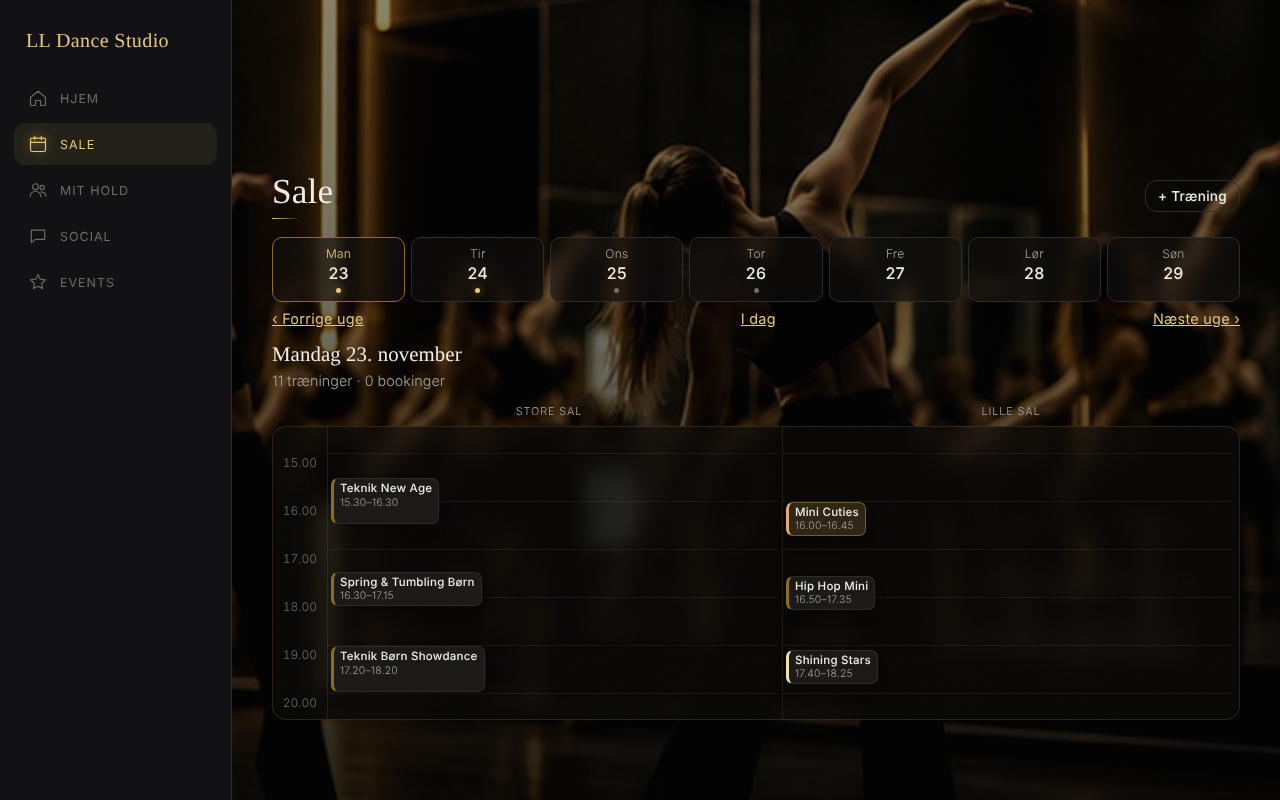 LL Dance Studio
HJEM
SALE
MIT HOLD
SOCIAL
EVENTS
Sale
+ Træning
Man
23
Tir
24
Ons
25
Tor
26
Fre
27
Lør
28
Søn
29
‹ Forrige uge
I dag
Næste uge ›
Mandag 23. november
11 træninger · 0 bookinger
STORE SAL
LILLE SAL
15.00
Teknik New Age
15.30–16.30
16.00
Mini Cuties
16.00–16.45
17.00
Spring & Tumbling Børn
16.30–17.15
Hip Hop Mini
16.50–17.35
18.00
19.00
Teknik Børn Showdance
17.20–18.20
Shining Stars
17.40–18.25
20.00